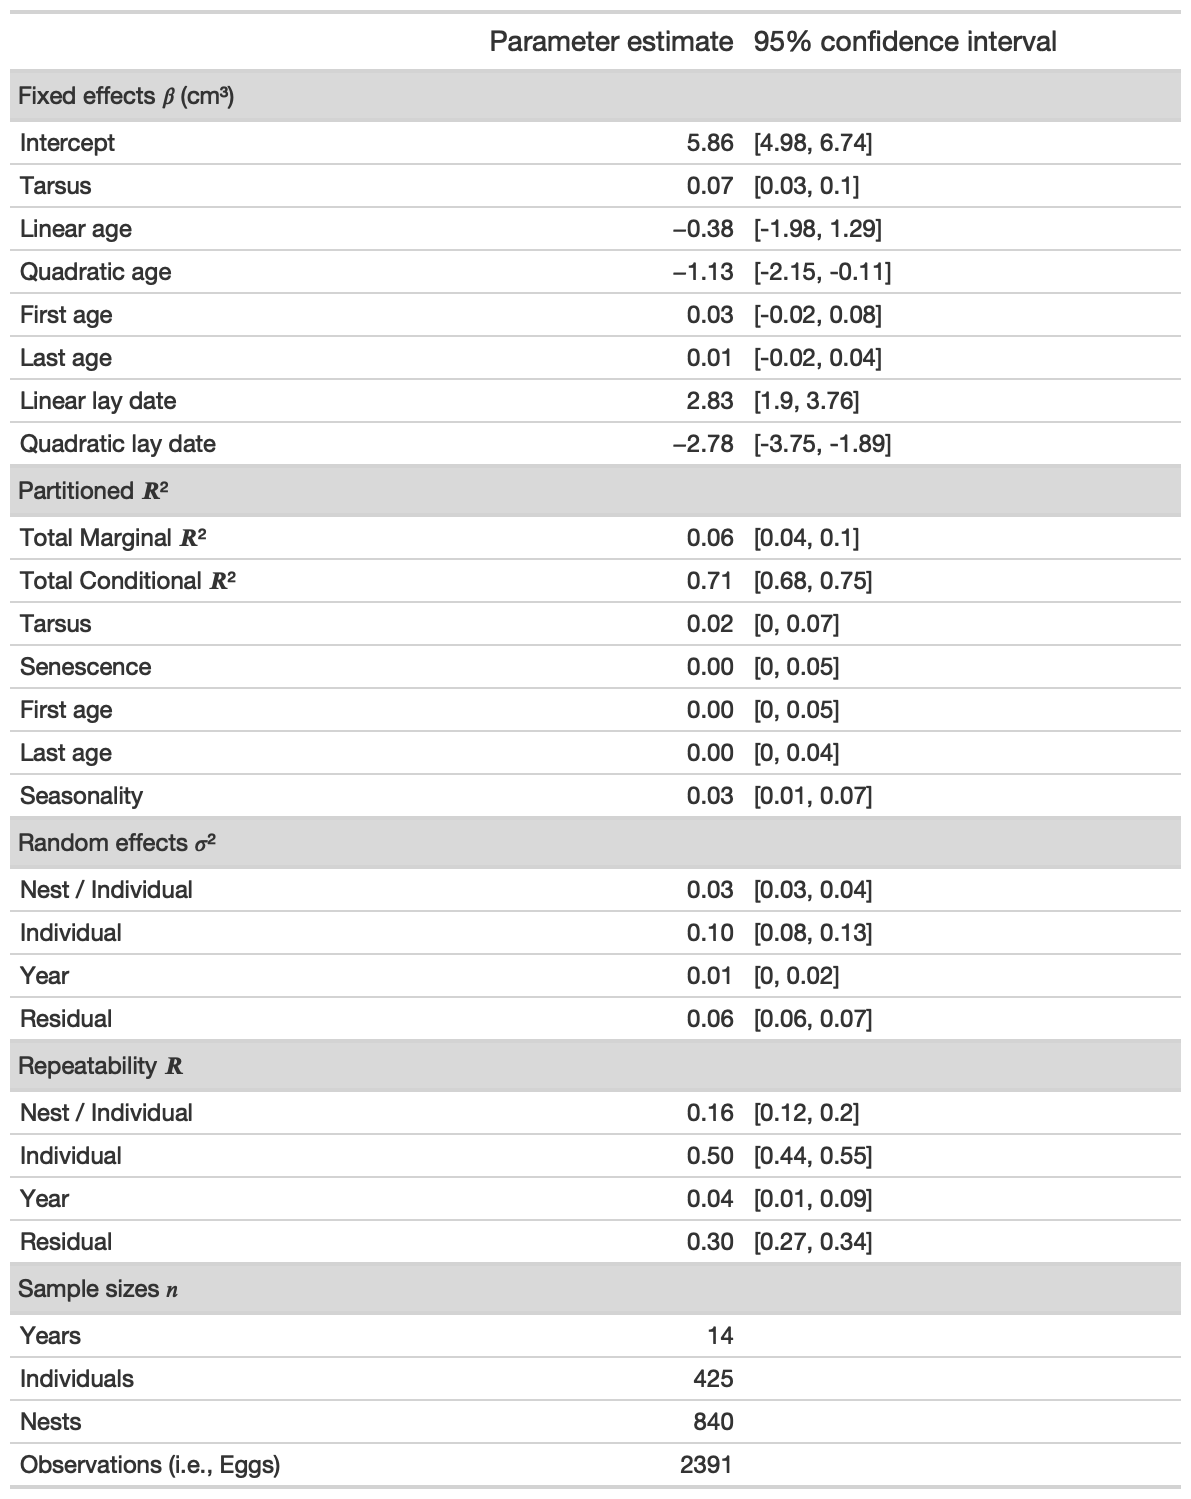 Parameter estimate 95% confidence interval
Fixed effects β (cm³)
Intercept 5.86 [4.98, 6.74]
Tarsus 0.07 [0.03, 0.1]
Linear age −0.38 [-1.98, 1.29]
Quadratic age −1.13 [-2.15, -0.11]
First age 0.03 [-0.02, 0.08]
Last age 0.01 [-0.02, 0.04]
Linear lay date 2.83 [1.9, 3.76]
Quadratic lay date −2.78 [-3.75, -1.89]
Partitioned R²
Total Marginal R² 0.06 [0.04, 0.1]
Total Conditional R² 0.71 [0.68, 0.75]
Tarsus 0.02 [0, 0.07]
Senescence 0.00 [0, 0.05]
First age 0.00 [0, 0.05]
Last age 0.00 [0, 0.04]
Seasonality 0.03 [0.01, 0.07]
Random effects σ²
Nest / Individual 0.03 [0.03, 0.04]
Individual 0.10 [0.08, 0.13]
Year 0.01 [0, 0.02]
Residual 0.06 [0.06, 0.07]
Repeatability R
Nest / Individual 0.16 [0.12, 0.2]
Individual 0.50 [0.44, 0.55]
Year 0.04 [0.01, 0.09]
Residual 0.30 [0.27, 0.34]
Sample sizes n
Years 14
Individuals 425
Nests 840
Observations (i.e., Eggs) 2391